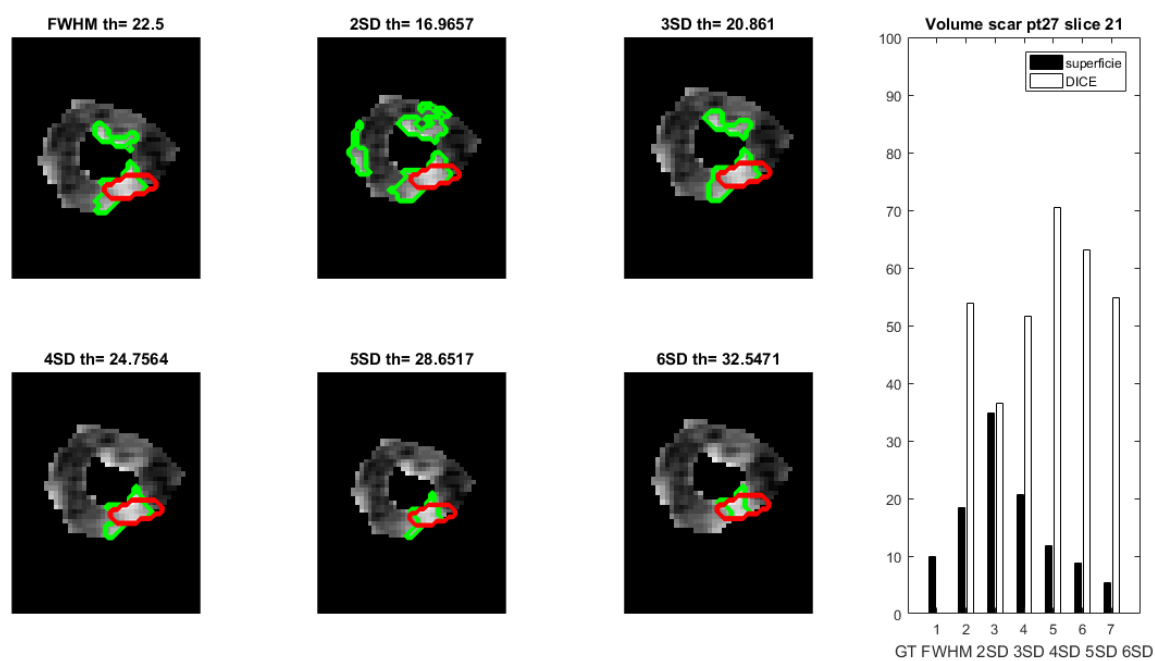 FWHM th= 22.5
2SD th= 16.9657
3SD th= 20.861
4SD th= 24.7564
5SD th= 28.6517
6SD th= 32.5471
Volume scar pt27 slice 21
superficie
DICE
100
90
80
70
60
50
40
30
20
10
0
1 2 3 4 5 6 7
GT FWHM 2SD 3SD 4SD 5SD 6SD